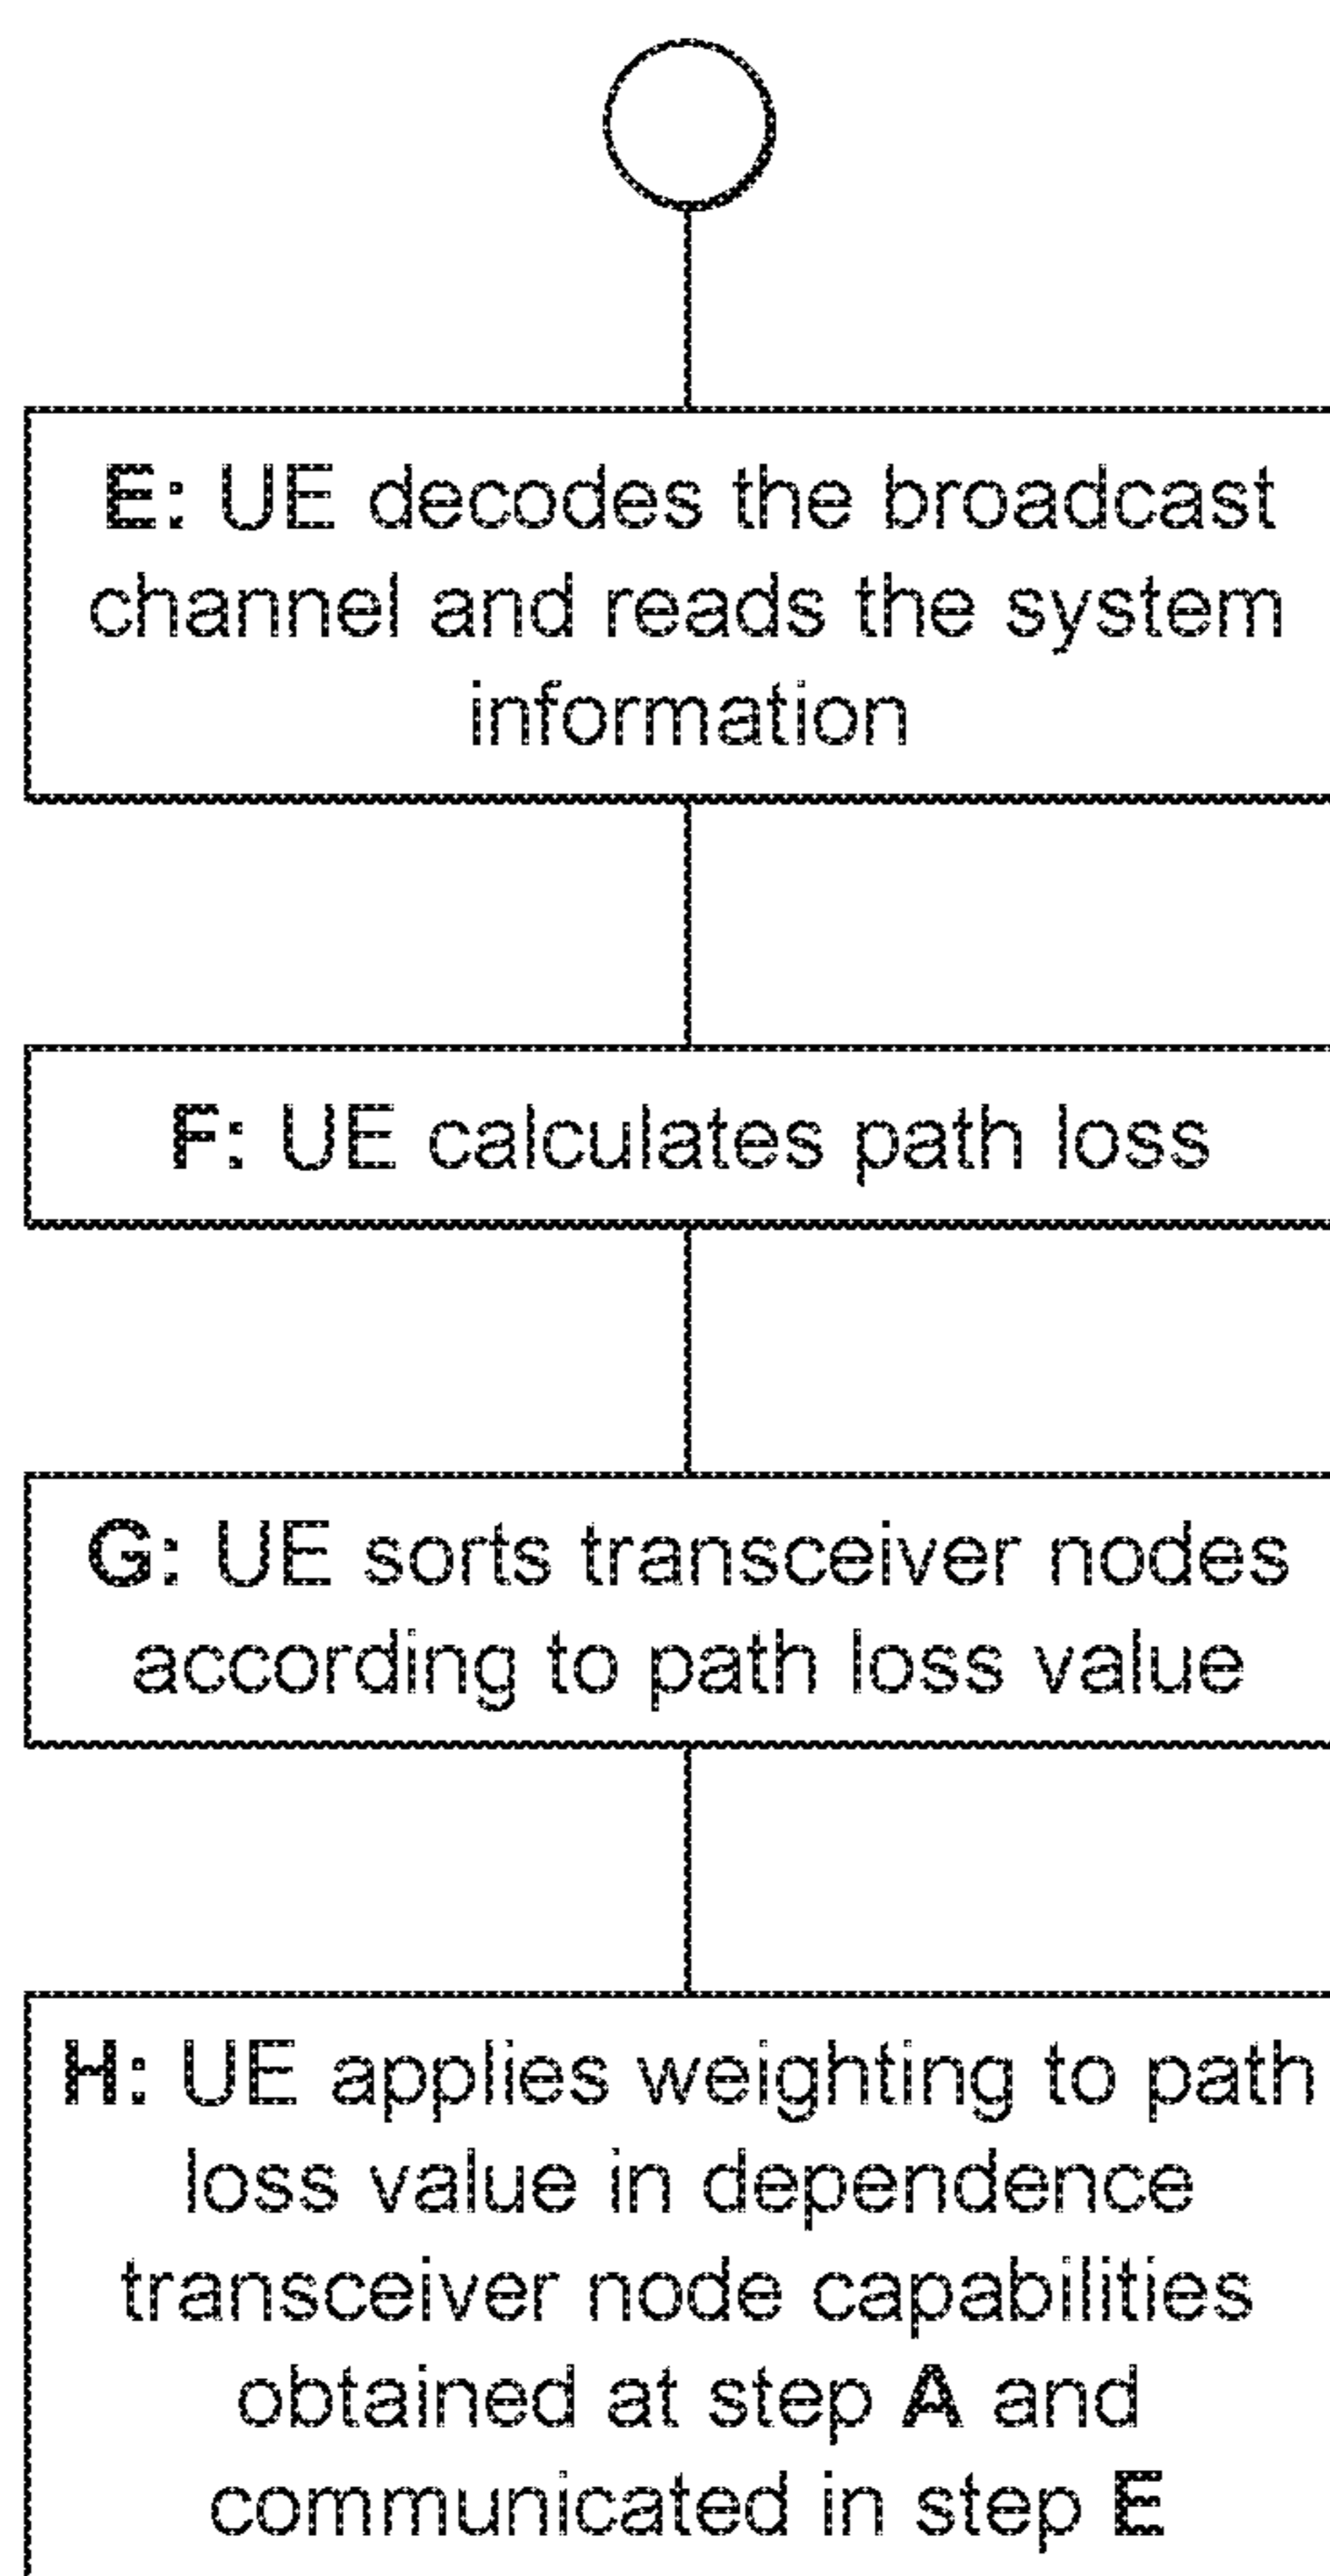 E: UE decodes the broadcast
channel and reads the system
information
F: UE calculates path loss
G: UE sorts transceiver nodes
according to path loss value
H: UE applies weighting to path
loss value in dependence
transceiver node capabilities
obtained at step A and
communicated in step E